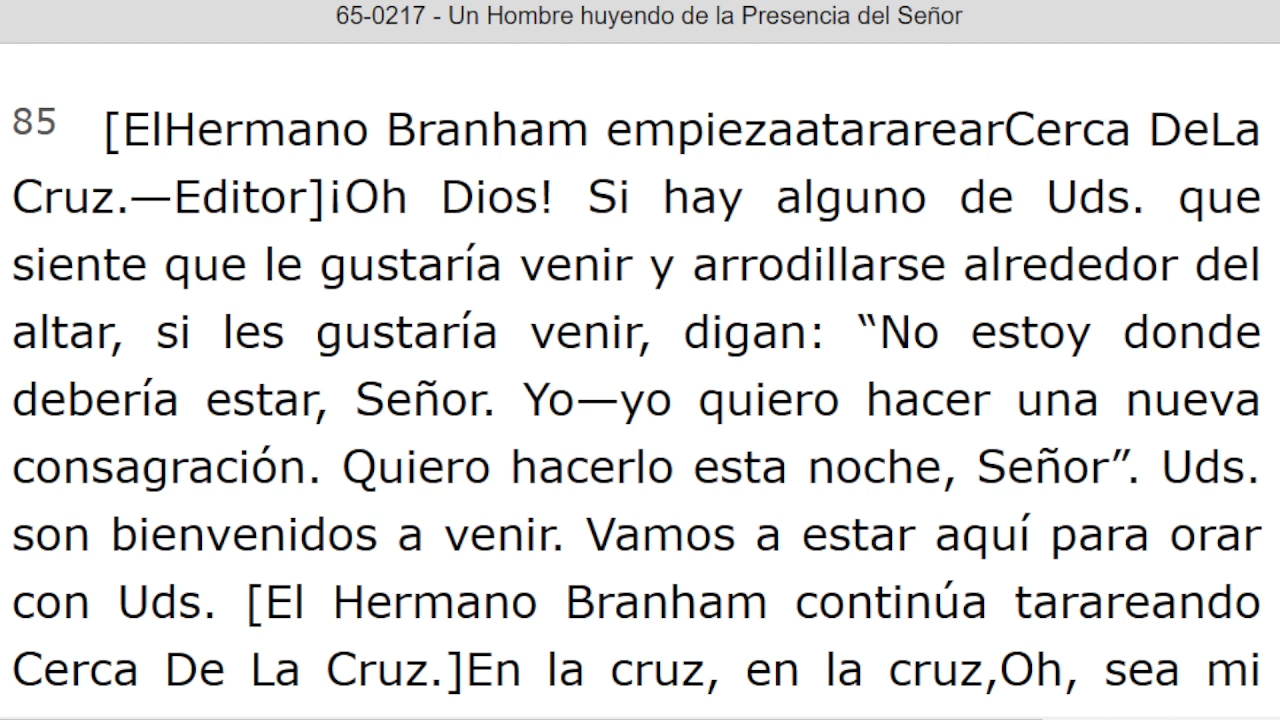 65-0217 - Un Hombre huyendo de la Presencia del Señor
85 [ElHermano Branham empiezaatararearCerca DeLa
Cruz.—Editor]¡Oh Dios! Si hay alguno de Uds. que
siente que le gustaría venir y arrodillarse alrededor del
altar, si les gustaría venir, digan: “No estoy donde
debería estar, Señor. Yo—yo quiero hacer una nueva
consagración. Quiero hacerlo esta noche, Señor”. Uds.
son bienvenidos a venir. Vamos a estar aquí para orar
con Uds. [El Hermano Branham continúa tarareando
Cerca De La Cruz.]En la cruz, en la cruz,Oh, sea mi